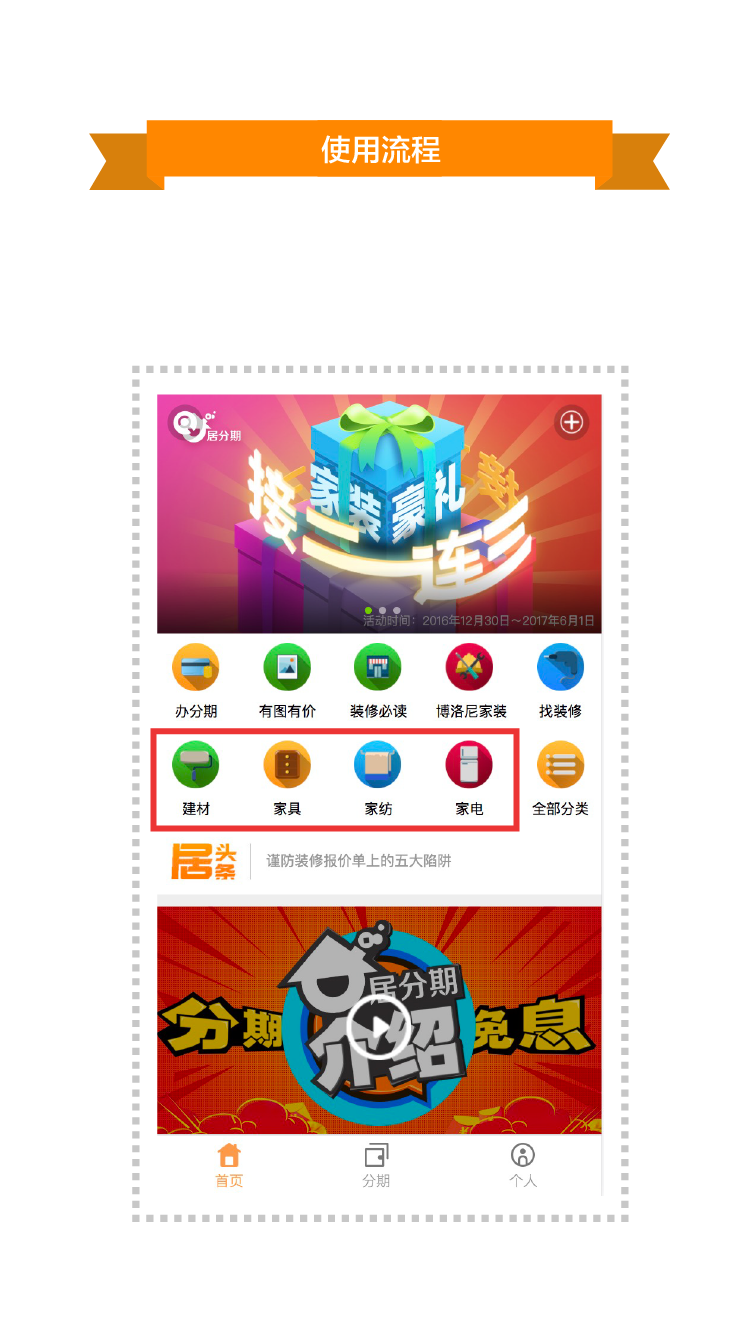 使用流程
居分期
家装豪礼
接二连三
活动时间：2016年12月30日～2017年6月1日
办分期 有图有价 装修必读 博洛尼家装 找装修
建材 家具 家纺 家电 全部分类
居头条 谨防装修报价单上的五大陷阱
居分期
分期 介绍 免息
首页 分期 个人